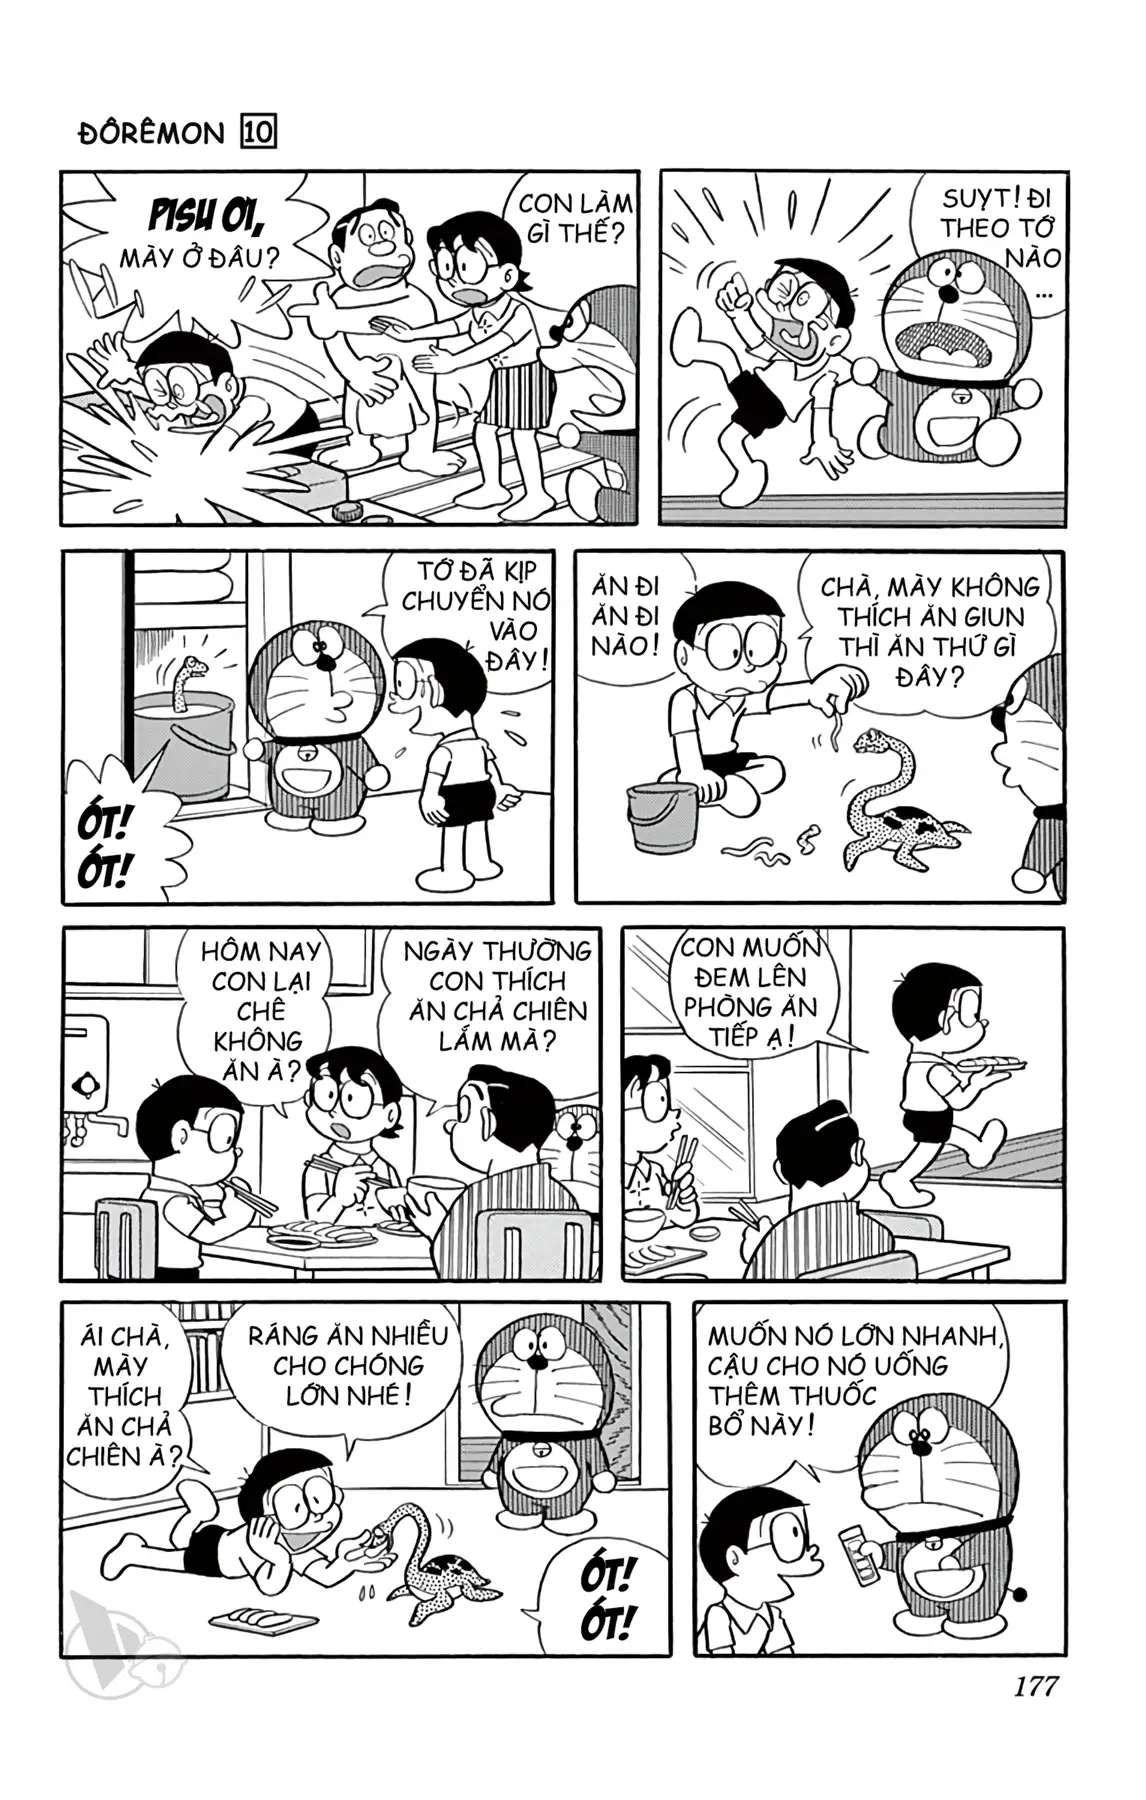 ĐÔRÊMON 10
PISU ƠI,
MÀY Ở ĐÂU?
CON LÀM
GÌ THẾ?
SUỴT! ĐI
THEO TỚ
NÀO
...
TỚ ĐÃ KỊP
CHUYỂN NÓ
VÀO
ĐÂY!
ÓT!
ÓT!
ĂN ĐI
ĂN ĐI
NÀO!
CHÀ, MÀY KHÔNG
THÍCH ĂN GIUN
THÌ ĂN THỨ GÌ
ĐÂY?
HÔM NAY
CON LẠI
CHÊ
KHÔNG
ĂN À?
NGÀY THƯỜNG
CON THÍCH
ĂN CHẢ CHIÊN
LẮM MÀ?
CON MUỐN
ĐEM LÊN
PHÒNG ĂN
TIẾP Ạ!
ÁI CHÀ,
MÀY
THÍCH
ĂN CHẢ
CHIÊN À?
RÁNG ĂN NHIỀU
CHO CHÓNG
LỚN NHÉ!
ÓT!
ÓT!
MUỐN NÓ LỚN NHANH,
CẬU CHO NÓ UỐNG
THÊM THUỐC
BỔ NÀY!
177